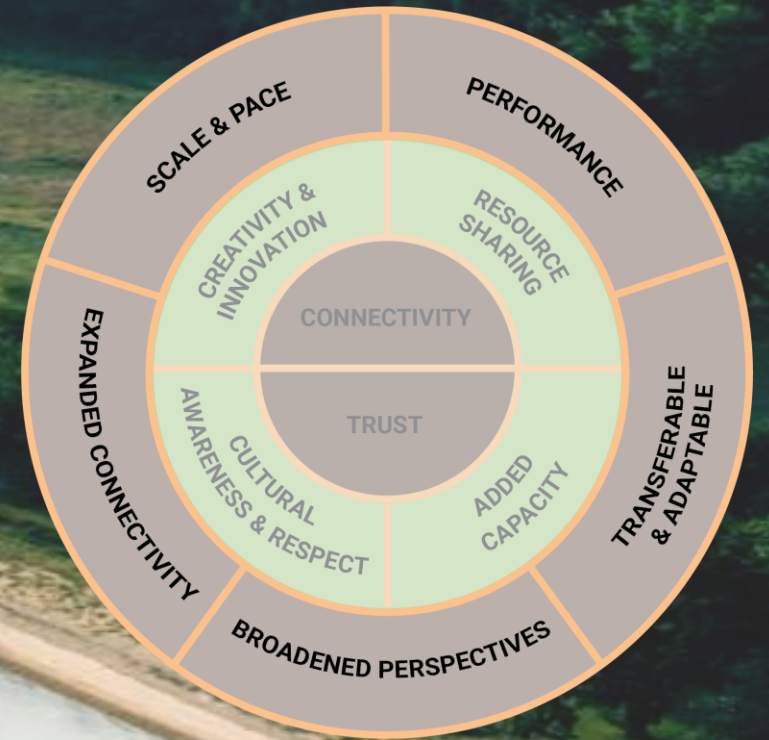 SCALE & PACE
PERFORMANCE
CREATIVITY &
INNOVATION
RESOURCE
SHARING
CONNECTIVITY
EXPANDED CONNECTIVITY
TRANSFERABLE
& ADAPTABLE
TRUST
CULTURAL
AWARENESS & RESPECT
ADDED
CAPACITY
BROADENED PERSPECTIVES